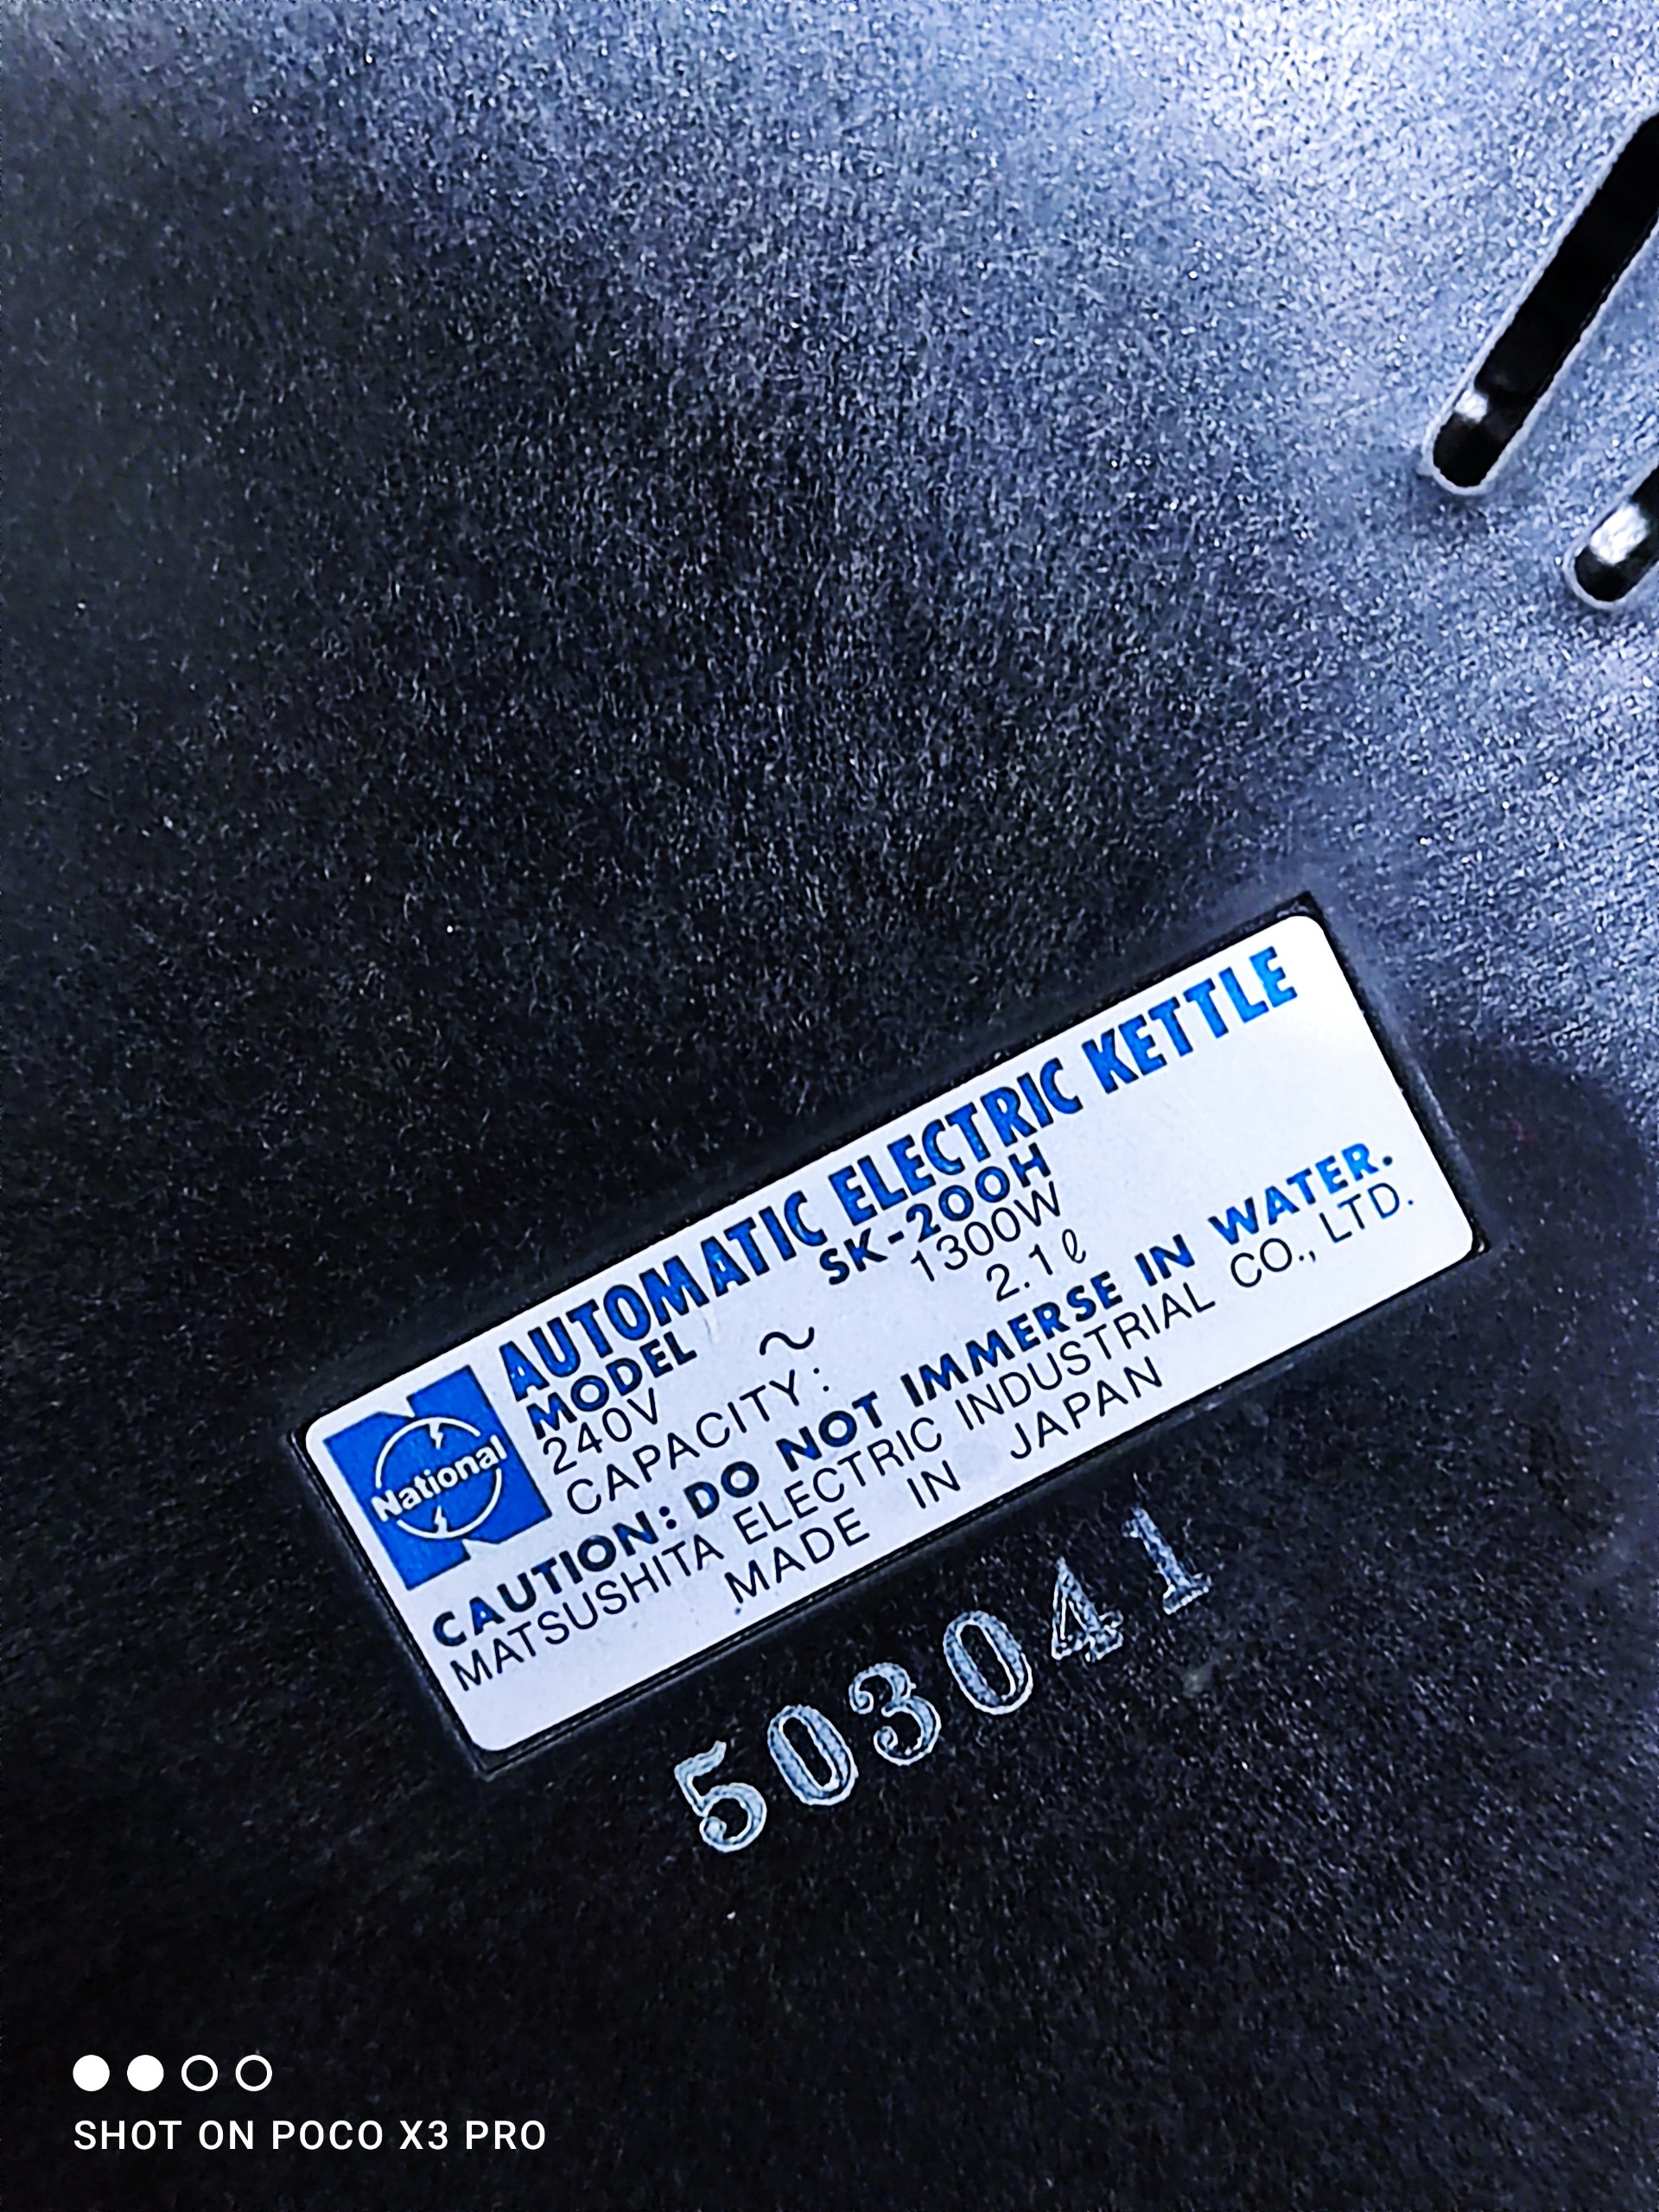 AUTOMATIC ELECTRIC KETTLE
MODEL SK-200H
240V ~ 1300W
CAPACITY: 2.1ℓ
National
CAUTION: DO NOT IMMERSE IN WATER.
MATSUSHITA ELECTRIC INDUSTRIAL CO., LTD.
MADE IN JAPAN
503041
SHOT ON POCO X3 PRO